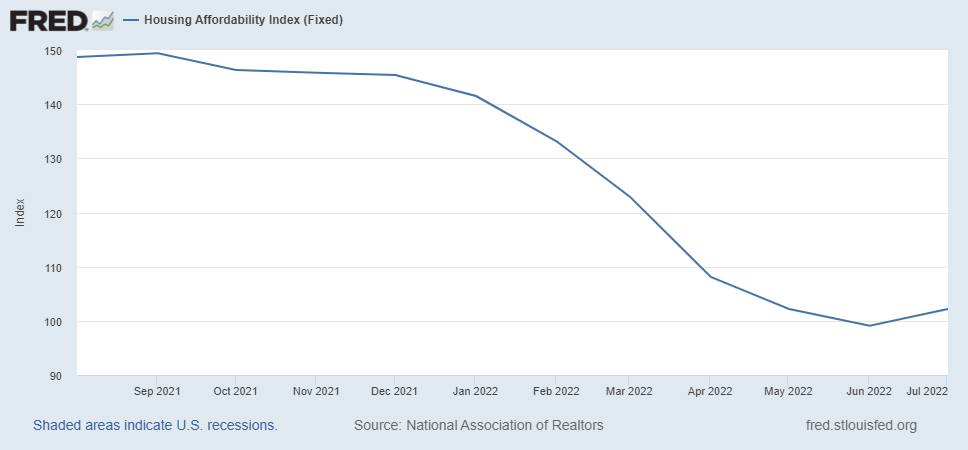 FRED
Housing Affordability Index (Fixed)
150
140
130
120
110
100
90
Index
Sep 2021 Oct 2021 Nov 2021 Dec 2021 Jan 2022 Feb 2022 Mar 2022 Apr 2022 May 2022 Jun 2022 Jul 2022
Shaded areas indicate U.S. recessions. Source: National Association of Realtors fred.stlouisfed.org